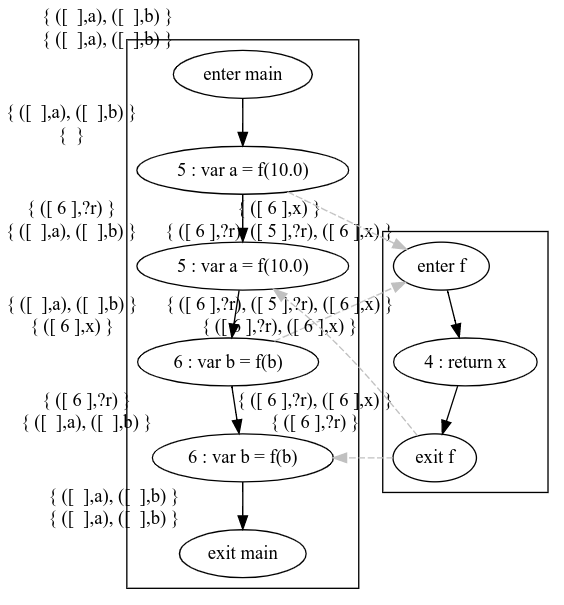 { ([  ],a), ([  ],b) }
{ ([  ],a), ([  ],b) }
enter main
{ ([  ],a), ([  ],b) }
{  }
5 : var a = f(10.0)
{ ([ 6 ],?r) }
{ ([ 6 ],x) }
{ ([  ],a), ([  ],b) }
{ ([ 6 ],?r), ([ 5 ],?r), ([ 6 ],x) }
5 : var a = f(10.0)
enter f
{ ([  ],a), ([  ],b) }
{ ([ 6 ],?r), ([ 5 ],?r), ([ 6 ],x) }
{ ([ 6 ],x) }
{ ([ 6 ],?r), ([ 6 ],x) }
6 : var b = f(b)
4 : return x
{ ([ 6 ],?r) }
{ ([ 6 ],?r), ([ 6 ],x) }
{ ([  ],a), ([  ],b) }
{ ([ 6 ],?r) }
6 : var b = f(b)
exit f
{ ([  ],a), ([  ],b) }
{ ([  ],a), ([  ],b) }
exit main